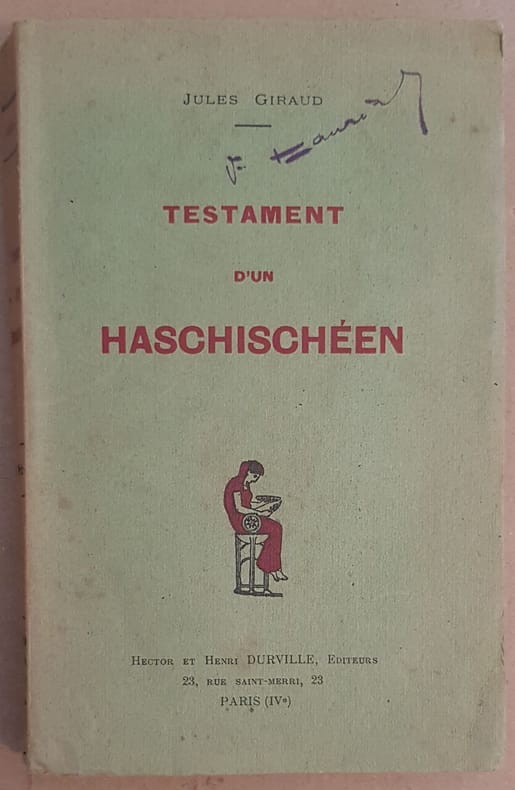 JULES GIRAUD
TESTAMENT
D'UN
HASCHISCHÉEN
HECTOR ET HENRI DURVILLE, EDITEURS
23, RUE SAINT-MERRI, 23
PARIS (IVe)